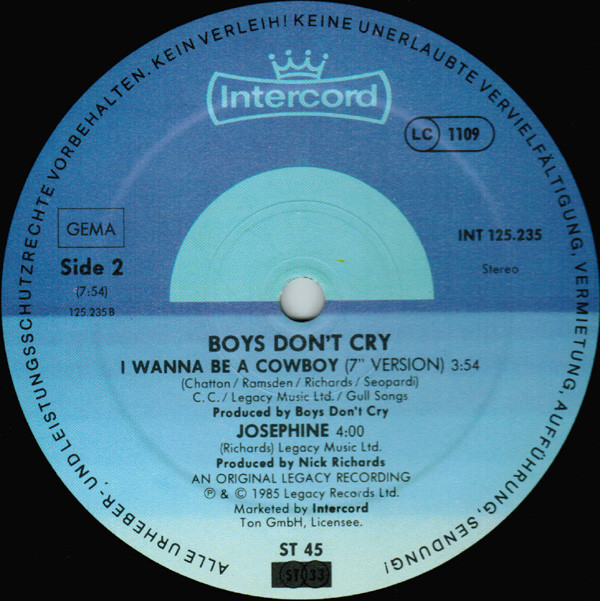 ALLE URHEBER- UND LEISTUNGSSCHUTZRECHTE VORBEHALTEN. KEIN VERLEIH! KEINE UNERLAUBTE VERVIELFÄLTIGUNG, VERMIETUNG, AUFFÜHRUNG, SENDUNG!
Intercord
LC 1109
GEMA
INT 125.235
Side 2
Stereo
(7:54)
125.235 B
BOYS DON'T CRY
I WANNA BE A COWBOY (7" VERSION) 3:54
(Chatton / Ramsden / Richards / Seopardi)
C. C. / Legacy Music Ltd. / Gull Songs
Produced by Boys Don't Cry
JOSEPHINE 4:00
(Richards) Legacy Music Ltd.
Produced by Nick Richards
AN ORIGINAL LEGACY RECORDING
℗ & © 1985 Legacy Records Ltd.
Marketed by Intercord
Ton GmbH, Licensee.
ST 45
ST 33